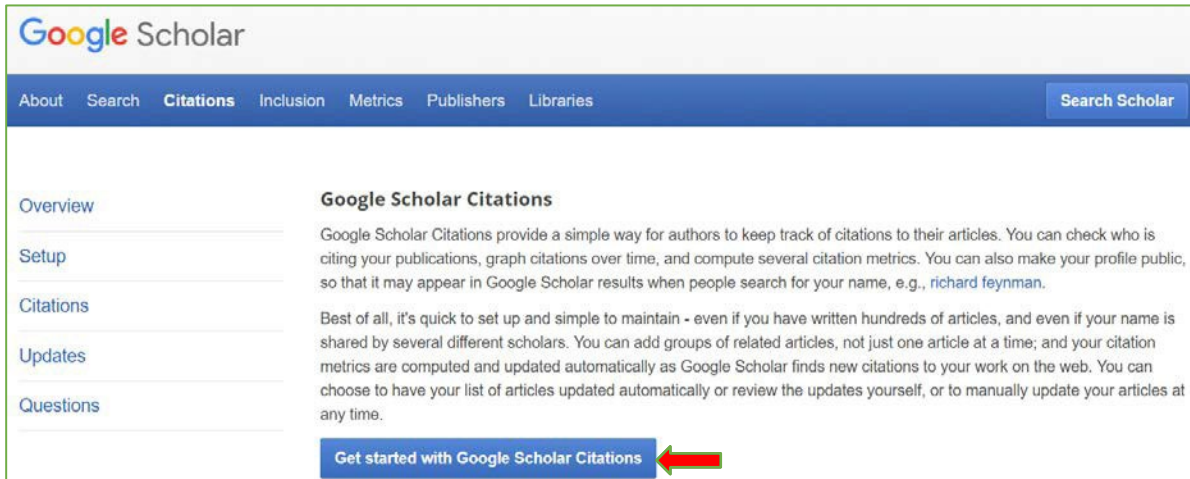 Google Scholar
About Search Citations Inclusion Metrics Publishers Libraries Search Scholar
Overview
Setup
Citations
Updates
Questions
Google Scholar Citations
Google Scholar Citations provide a simple way for authors to keep track of citations to their articles. You can check who is
citing your publications, graph citations over time, and compute several citation metrics. You can also make your profile public,
so that it may appear in Google Scholar results when people search for your name, e.g., richard feynman.
Best of all, it's quick to set up and simple to maintain - even if you have written hundreds of articles, and even if your name is
shared by several different scholars. You can add groups of related articles, not just one article at a time; and your citation
metrics are computed and updated automatically as Google Scholar finds new citations to your work on the web. You can
choose to have your list of articles updated automatically or review the updates yourself, or to manually update your articles at
any time.
Get started with Google Scholar Citations